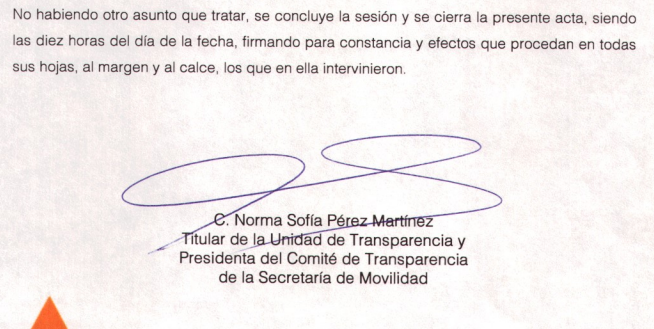 No habiendo otro asunto que tratar, se concluye la sesión y se cierra la presente acta, siendo
las diez horas del día de la fecha, firmando para constancia y efectos que procedan en todas
sus hojas, al margen y al calce, los que en ella intervinieron.
C. Norma Sofía Pérez Martínez
Titular de la Unidad de Transparencia y
Presidenta del Comité de Transparencia
de la Secretaría de Movilidad